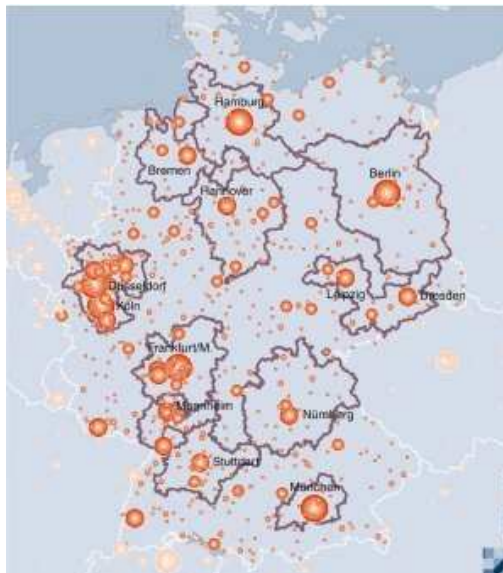 Hamburg
Bremen
Berlin
Hannover
Düsseldorf
Köln
Leipzig
Dresden
Frankfurt/M.
Mannheim
Nürnberg
Stuttgart
München